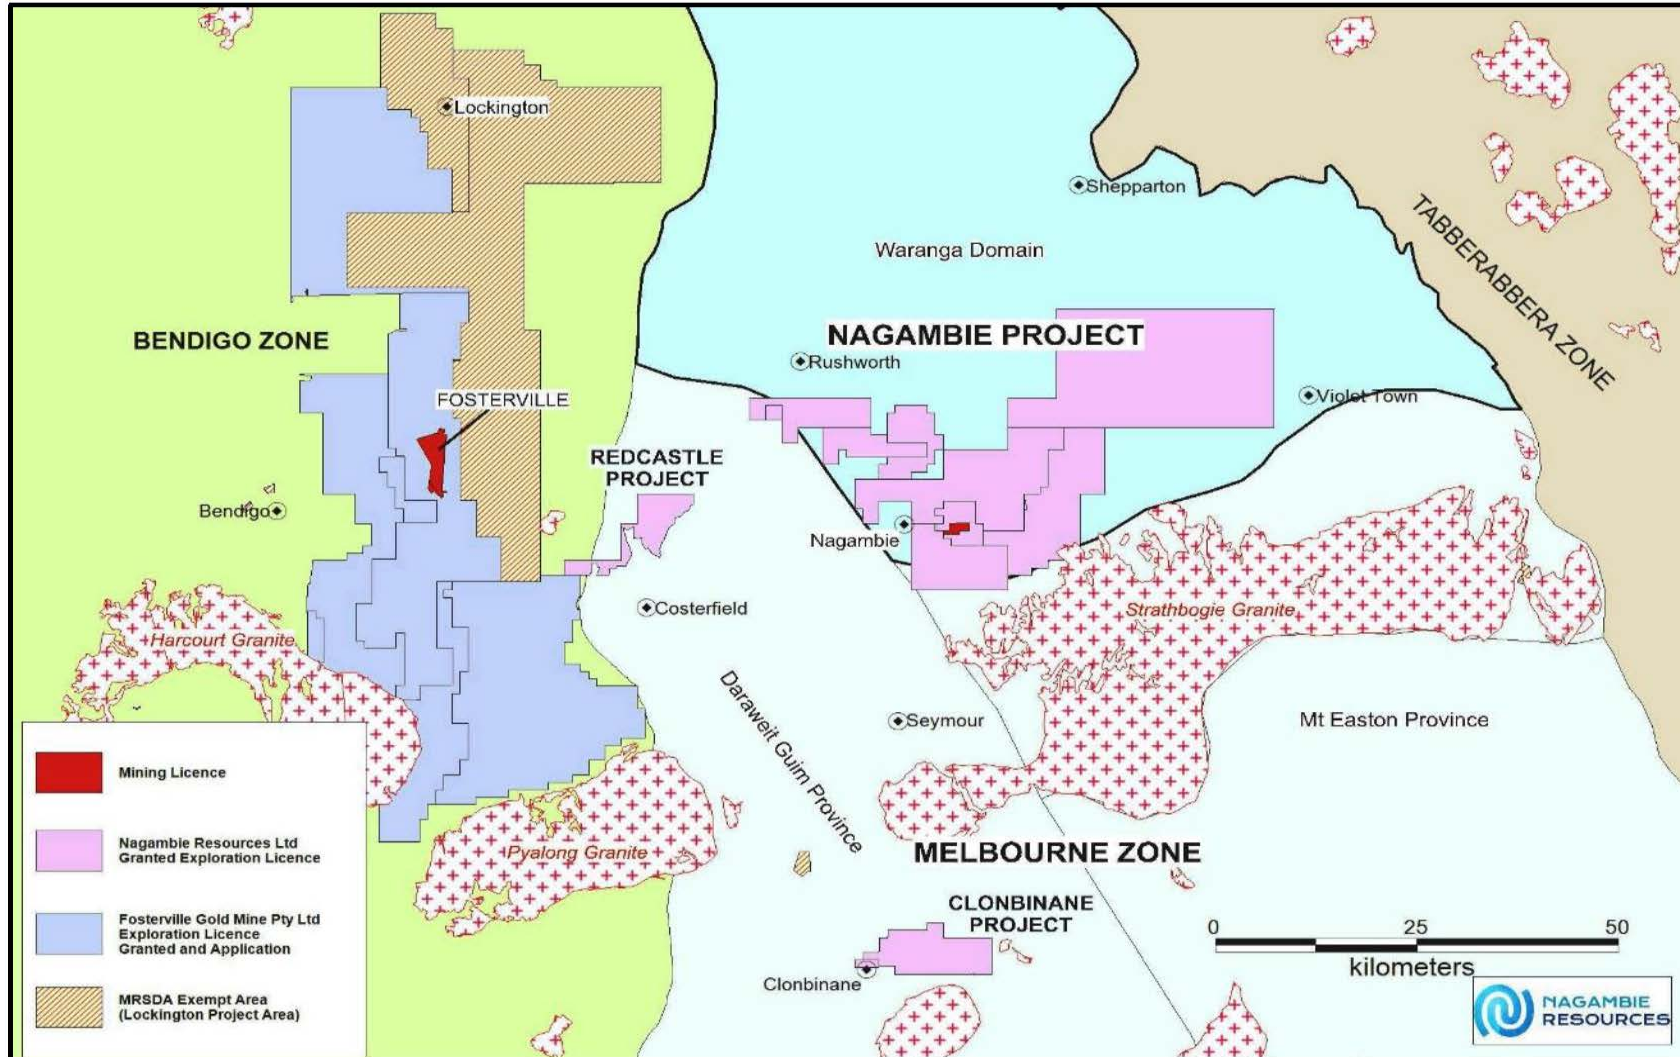 Lockington
Shepparton
Waranga Domain
TABBERABBERA ZONE
BENDIGO ZONE
NAGAMBIE PROJECT
Rushworth
FOSTERVILLE
Violet Town
REDCASTLE
PROJECT
Bendigo
Nagambie
Costerfield
Strathbogie Granite
Harcourt Granite
Daraweit Guim Province
Seymour
Mt Easton Province
Mining Licence
Nagambie Resources Ltd
Granted Exploration Licence
Pyalong Granite
MELBOURNE ZONE
CLONBINANE
PROJECT
Fosterville Gold Mine Pty Ltd
Exploration Licence
Granted and Application
0 25 50
kilometers
Clonbinane
MRSDA Exempt Area
(Lockington Project Area)
NAGAMBIE
RESOURCES